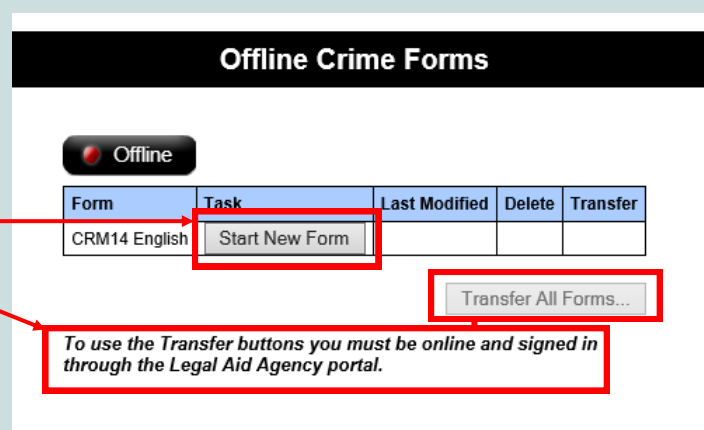 Offline Crime Forms
Offline
Form Task Last Modified Delete Transfer
CRM14 English Start New Form
Transfer All Forms...
To use the Transfer buttons you must be online and signed in
through the Legal Aid Agency portal.